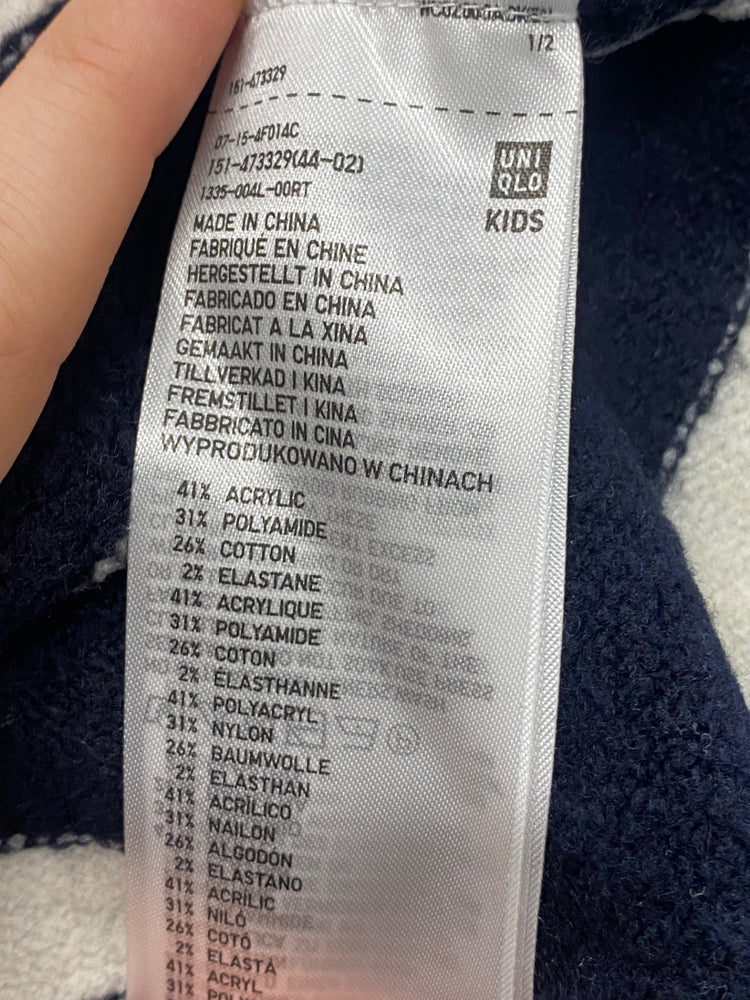 1/2
151-473329
07-15-4F014C
151-473329(44-02)
1335-004L-00RT
UNI
QLO
KIDS
MADE IN CHINA
FABRIQUÉ EN CHINE
HERGESTELLT IN CHINA
FABRICADO EN CHINA
FABRICAT A LA XINA
GEMAAKT IN CHINA
TILLVERKAD I KINA
FREMSTILLET I KINA
FABBRICATO IN CINA
WYPRODUKOWANO W CHINACH
41% ACRYLIC
31% POLYAMIDE
26% COTTON
2% ELASTANE
41% ACRYLIQUE
31% POLYAMIDE
26% COTON
2% ÉLASTHANNE
41% POLYACRYL
31% NYLON
26% BAUMWOLLE
2% ELASTHAN
41% ACRÍLICO
31% NAILON
26% ALGODÓN
2% ELASTANO
41% ACRÍLIC
31% NILÓ
26% COTÓ
2% ELASTÀ
41% ACRYL
31%